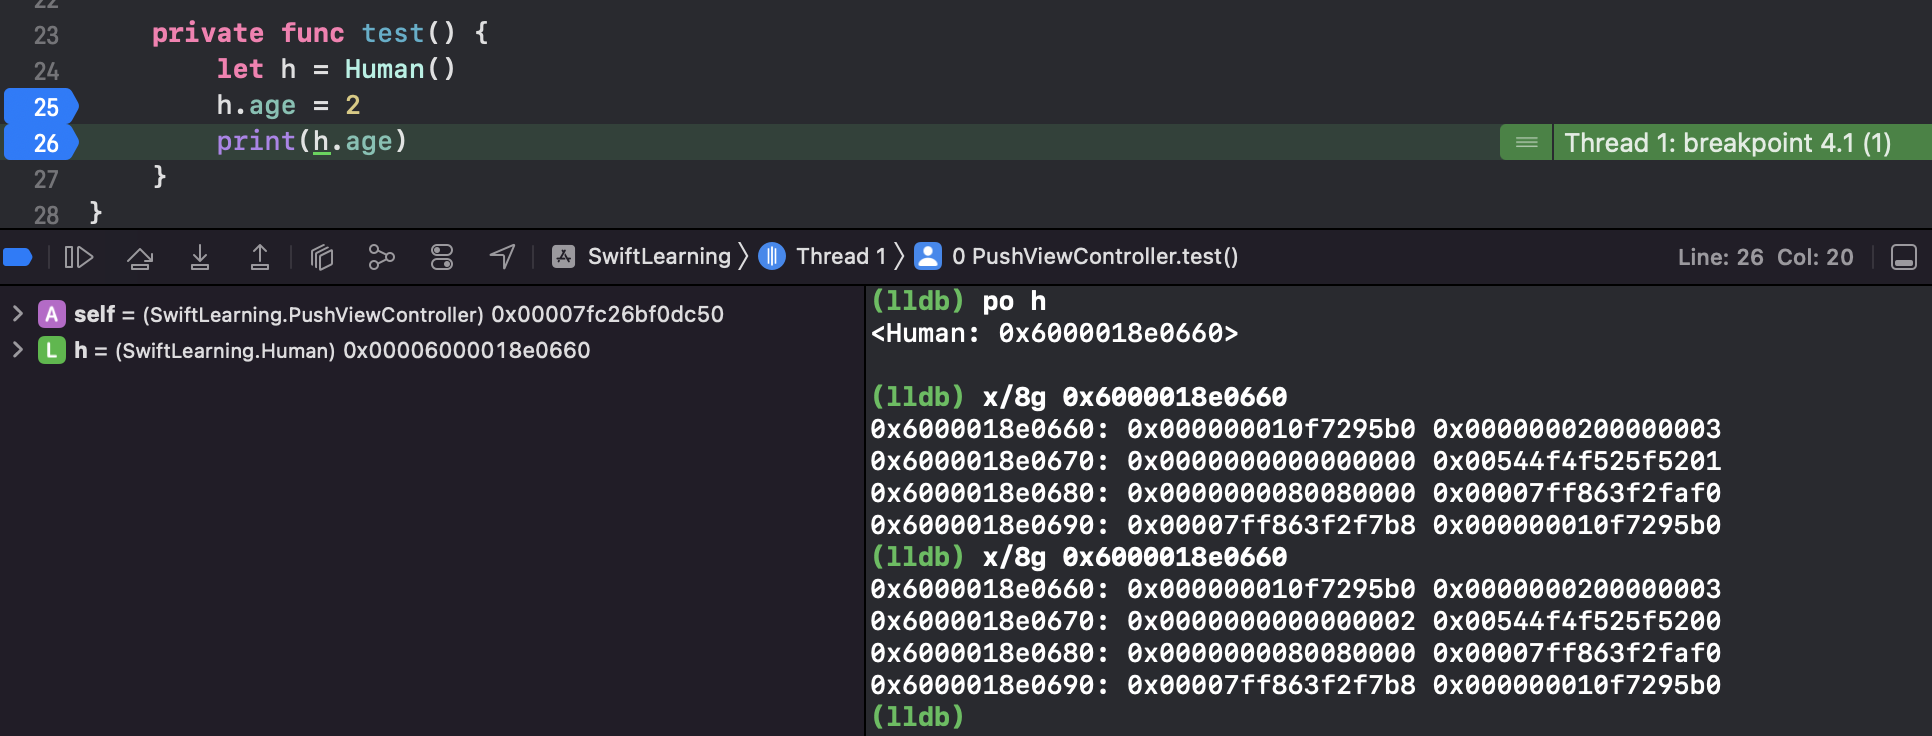 22
23 private func test() {
24 let h = Human()
25 h.age = 2
26 print(h.age) Thread 1: breakpoint 4.1 (1)
27 }
28 }
SwiftLearning Thread 1 0 PushViewController.test() Line: 26 Col: 20
A self = (SwiftLearning.PushViewController) 0x00007fc26bf0dc50
L h = (SwiftLearning.Human) 0x00006000018e0660
(lldb) po h
<Human: 0x6000018e0660>
(lldb) x/8g 0x6000018e0660
0x6000018e0660: 0x000000010f7295b0 0x0000000200000003
0x6000018e0670: 0x0000000000000000 0x00544f4f525f5201
0x6000018e0680: 0x0000000080080000 0x00007ff863f2faf0
0x6000018e0690: 0x00007ff863f2f7b8 0x000000010f7295b0
(lldb) x/8g 0x6000018e0660
0x6000018e0660: 0x000000010f7295b0 0x0000000200000003
0x6000018e0670: 0x0000000000000002 0x00544f4f525f5200
0x6000018e0680: 0x0000000080080000 0x00007ff863f2faf0
0x6000018e0690: 0x00007ff863f2f7b8 0x000000010f7295b0
(lldb)